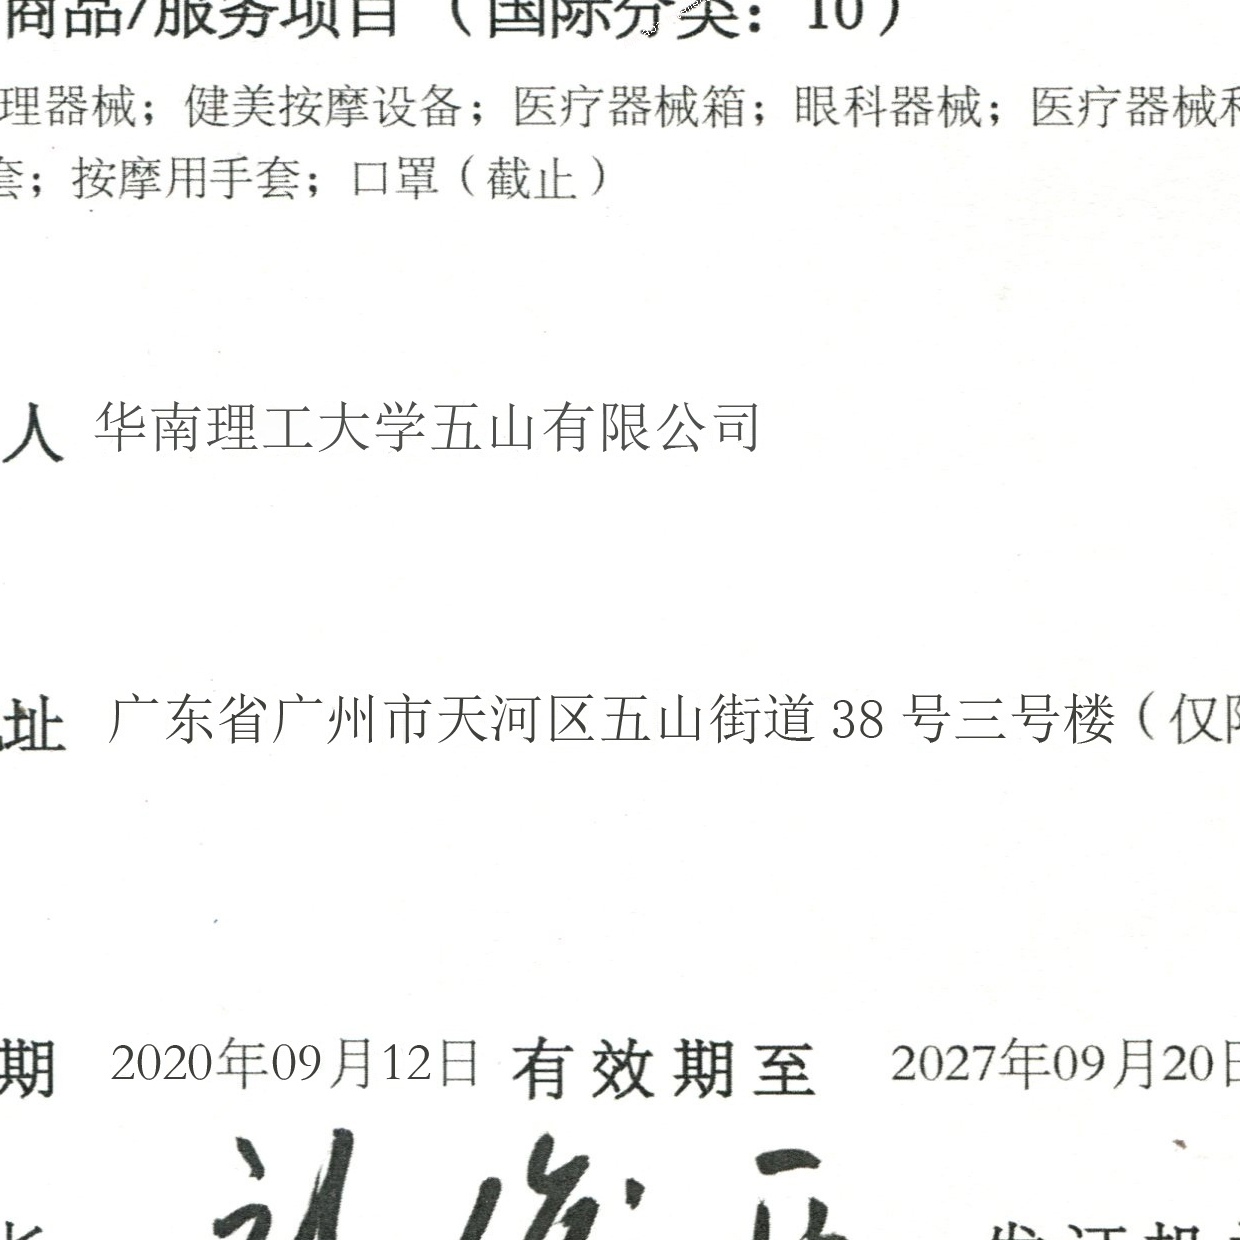 商品/服务项目（国际分类：10）
理器械；健美按摩设备；医疗器械箱；眼科器械；医疗器械和
套；按摩用手套；口罩（截止）
人 华南理工大学五山有限公司
址 广东省广州市天河区五山街道 38 号三号楼（仅限
期 2020年09月12日 有效期至 2027年09月20日
发证机